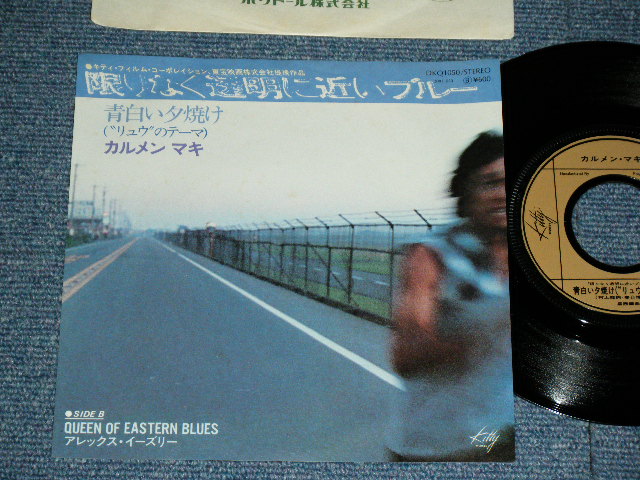 ポリドール株式会社
●キティ・フィルム・コーポレイション、東宝映画株式会社提携作品
限りなく透明に近いブルー
DKQ1050/STEREO
¥600
青白い夕焼け
(“リュウ”のテーマ)
カルメン マキ
●SIDE B
QUEEN OF EASTERN BLUES
アレックス・イーズリー
Kitty
カルメン・マキ
Kitty
青白い夕焼け(“リュウ